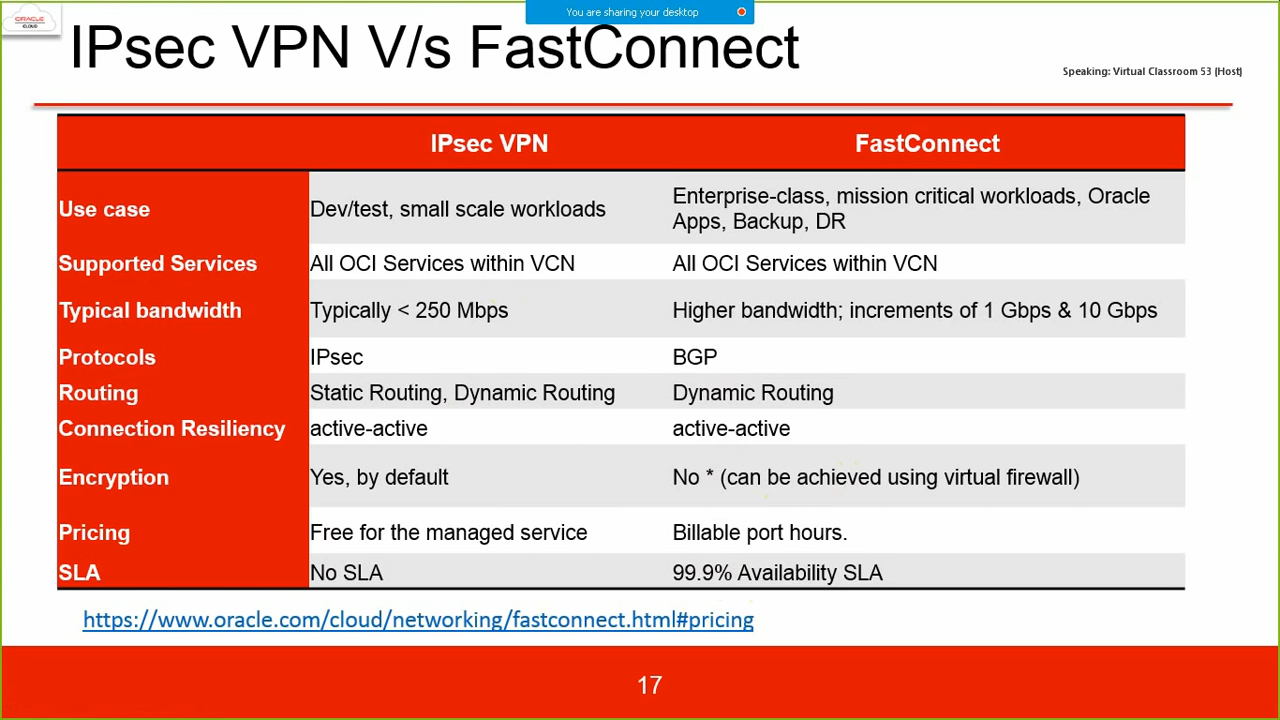 You are sharing your desktop
ORACLE
CLOUD
IPsec VPN V/s FastConnect
Speaking: Virtual Classroom 53 (Host)
IPsec VPN FastConnect
Use case Dev/test, small scale workloads Enterprise-class, mission critical workloads, Oracle
Apps, Backup, DR
Supported Services All OCI Services within VCN All OCI Services within VCN
Typical bandwidth Typically < 250 Mbps Higher bandwidth; increments of 1 Gbps & 10 Gbps
Protocols IPsec BGP
Routing Static Routing, Dynamic Routing Dynamic Routing
Connection Resiliency active-active active-active
Encryption Yes, by default No * (can be achieved using virtual firewall)
Pricing Free for the managed service Billable port hours.
SLA No SLA 99.9% Availability SLA
https://www.oracle.com/cloud/networking/fastconnect.html#pricing
17